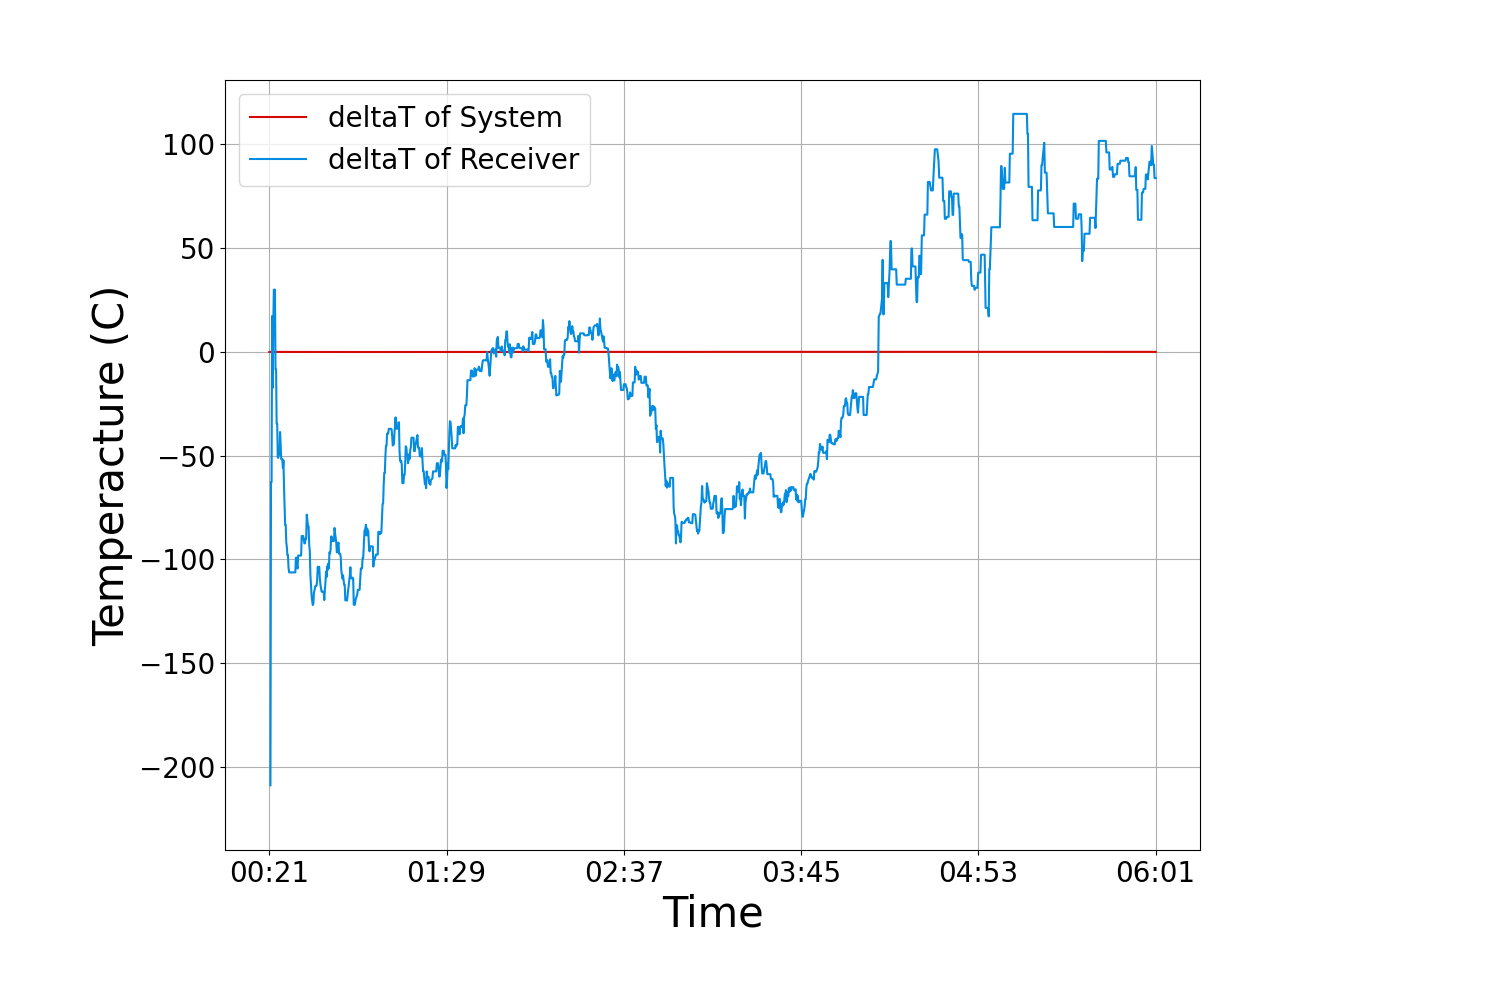 deltaT of System
deltaT of Receiver
100
50
0
−50
−100
−150
−200
Temperacture (C)
00:21 01:29 02:37 03:45 04:53 06:01
Time